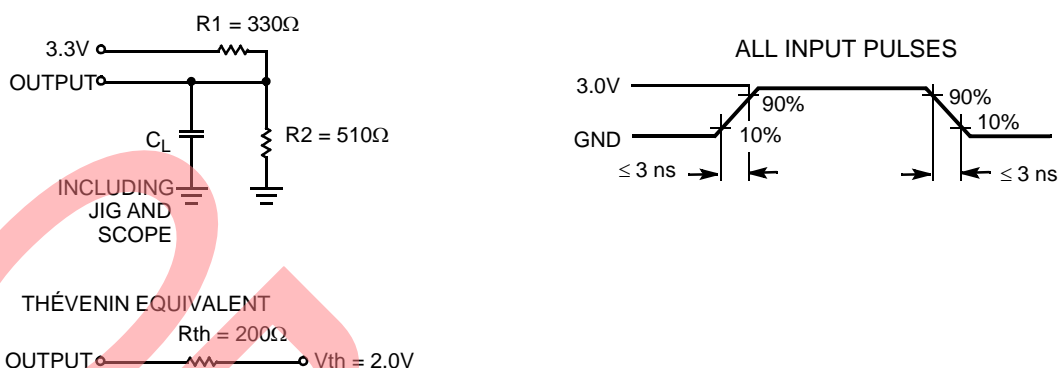 R1 = 330Ω
3.3V
OUTPUT
R2 = 510Ω
C_L
INCLUDING
JIG AND
SCOPE
THÉVENIN EQUIVALENT
Rth = 200Ω
OUTPUT
Vth = 2.0V
ALL INPUT PULSES
3.0V
90%
90%
10%
10%
GND
≤ 3 ns
≤ 3 ns